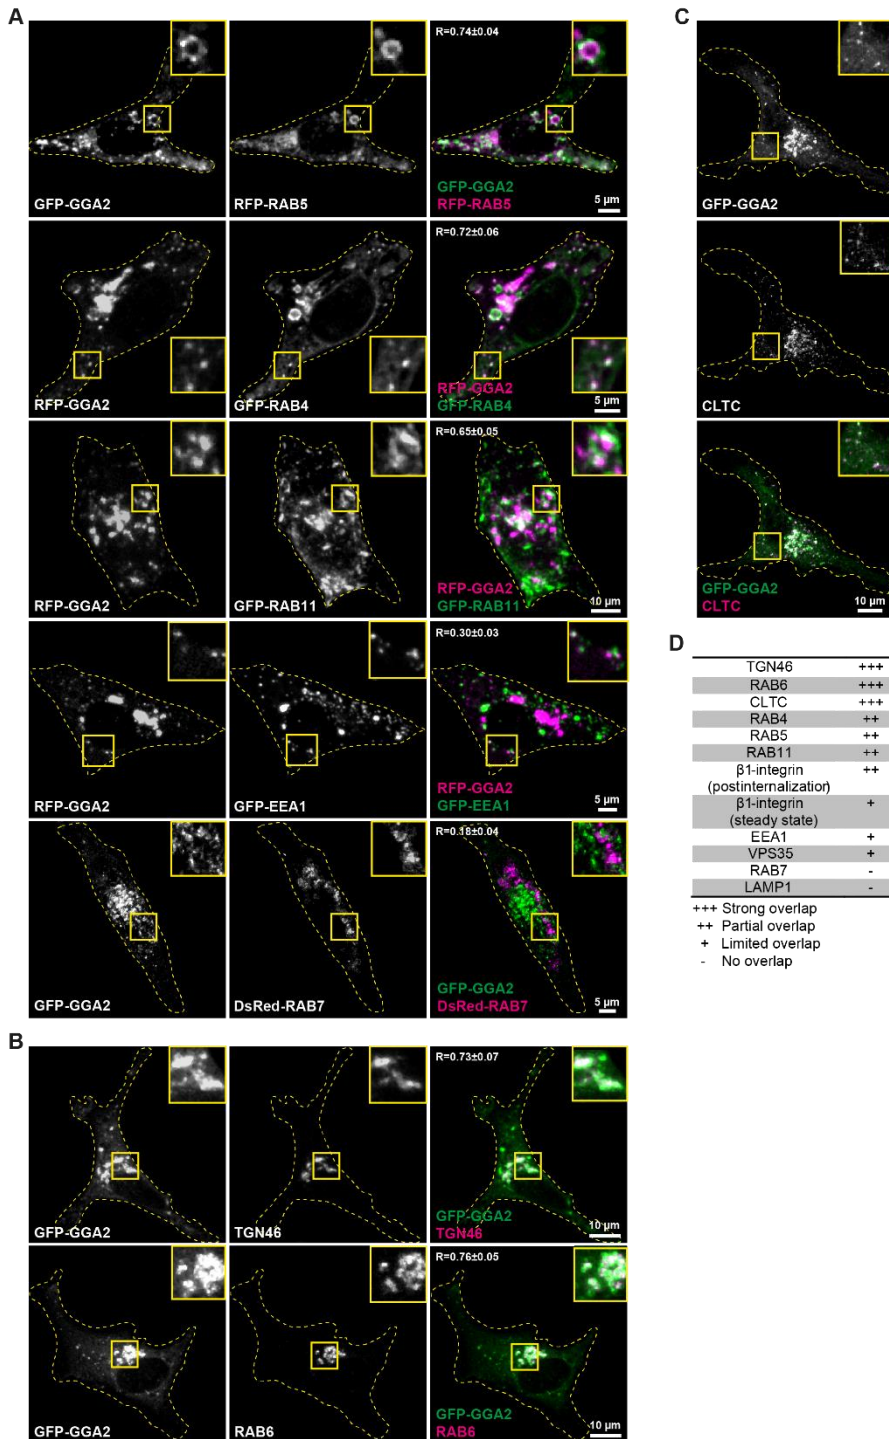 A
R=0.74±0.04
GFP-GGA2
RFP-RAB5
GFP-GGA2
RFP-RAB5
5 µm
R=0.72±0.06
RFP-GGA2
GFP-RAB4
RFP-GGA2
GFP-RAB4
5 µm
R=0.65±0.05
RFP-GGA2
GFP-RAB11
RFP-GGA2
GFP-RAB11
10 µm
R=0.30±0.03
RFP-GGA2
GFP-EEA1
RFP-GGA2
GFP-EEA1
5 µm
R=0.18±0.04
GFP-GGA2
DsRed-RAB7
GFP-GGA2
DsRed-RAB7
5 µm
B
R=0.73±0.07
GFP-GGA2
TGN46
GFP-GGA2
TGN46
10 µm
R=0.76±0.05
GFP-GGA2
RAB6
GFP-GGA2
RAB6
10 µm
C
GFP-GGA2
CLTC
GFP-GGA2
CLTC
10 µm
D
TGN46 +++
RAB6 +++
CLTC +++
RAB4 ++
RAB5 ++
RAB11 ++
β1-integrin ++
(postinternalization)
β1-integrin +
(steady state)
EEA1 +
VPS35 +
RAB7 -
LAMP1 -
+++ Strong overlap
++ Partial overlap
+ Limited overlap
- No overlap